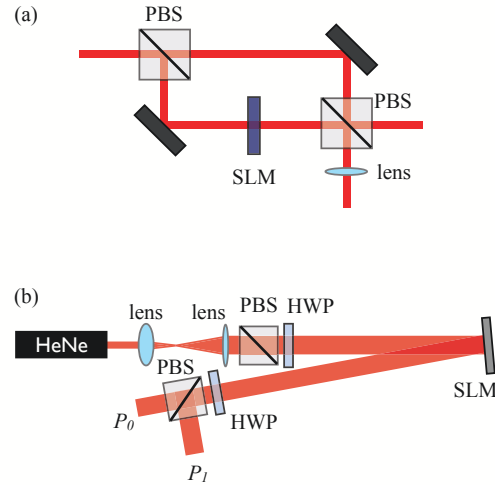 (a)
PBS
PBS
SLM
lens
(b)
lens
lens
PBS
HWP
HeNe
PBS
SLM
HWP
P0
P1